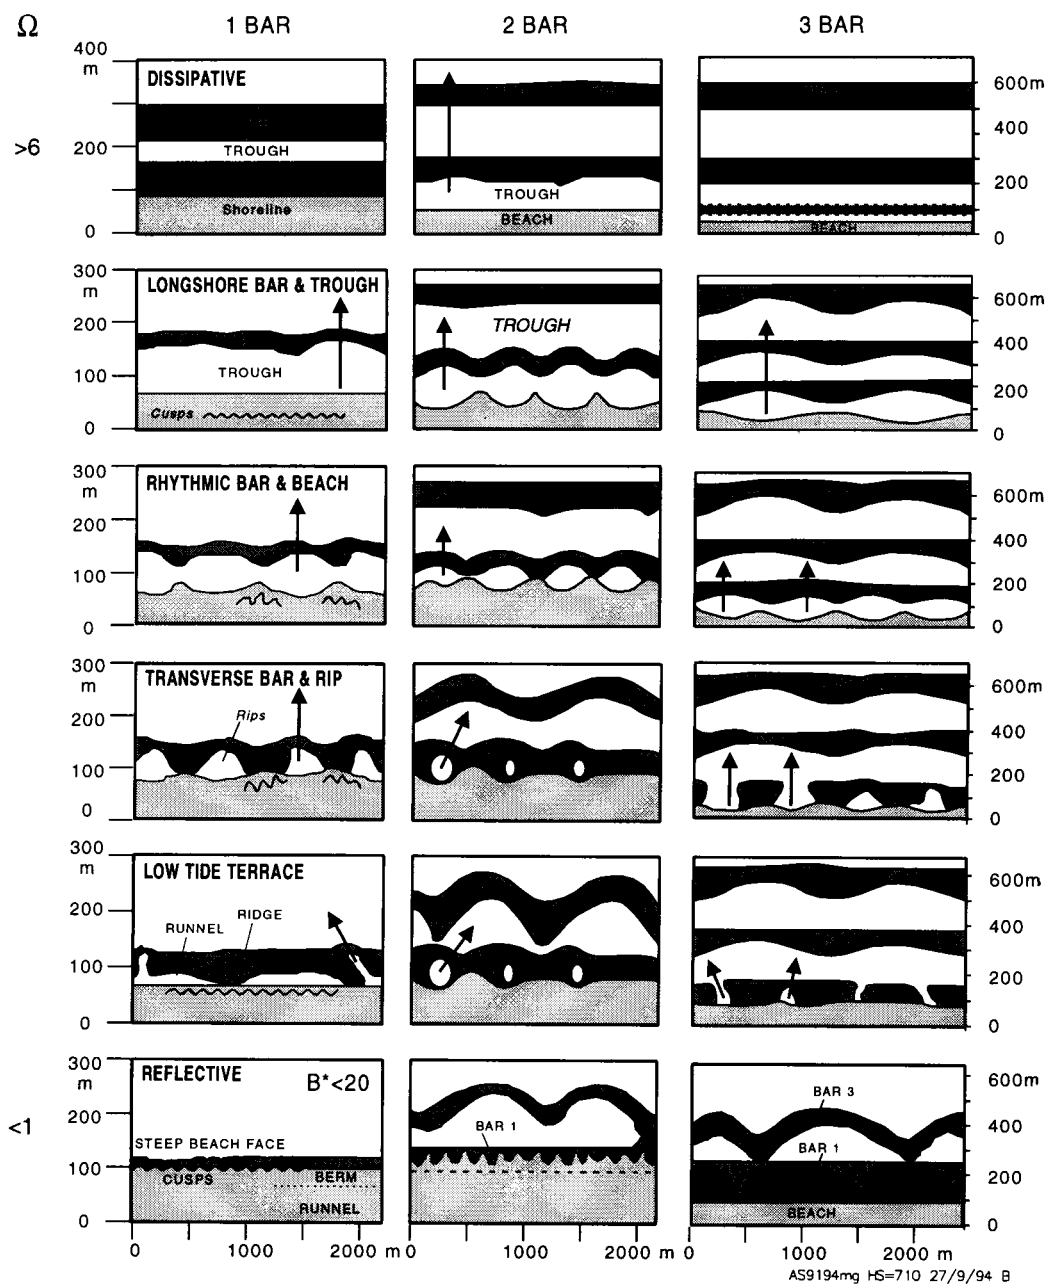 Ω 1 BAR 2 BAR 3 BAR
400
m
200
0
>6
DISSIPATIVE
TROUGH
Shoreline
TROUGH
BEACH
BEACH
600m
400
200
0
300
m
200
100
0
LONGSHORE BAR & TROUGH
TROUGH
Cusps
TROUGH
600m
400
200
0
300
m
200
100
0
RHYTHMIC BAR & BEACH
600m
400
200
0
300
m
200
100
0
TRANSVERSE BAR & RIP
Rips
600m
400
200
0
300
m
200
100
0
LOW TIDE TERRACE
RIDGE
RUNNEL
600m
400
200
0
<1
300
m
200
100
0
REFLECTIVE
B*<20
STEEP BEACH FACE
CUSPS
BERM
RUNNEL
BAR 1
BAR 3
BAR 1
BEACH
600m
400
200
0
0 1000 2000 m
0 1000 2000 m
0 1000 2000 m
AS9194mg HS=710 27/9/94 B